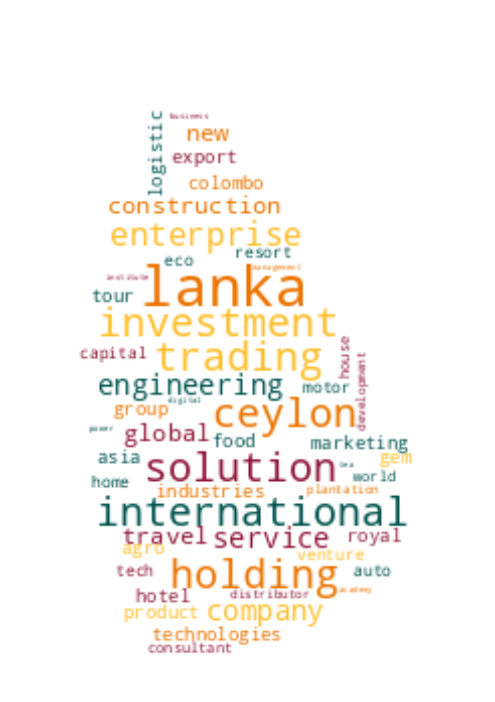 business
logistic
new
export
colombo
construction
enterprise
resort
eco
management
institute
lanka
tour
investment
house
capital
trading
development
engineering
motor
digital
group
ceylon
power
global
food
marketing
asia
gem
solution
tea
home
world
industries
plantation
international
travel
service
royal
agro
venture
tech
holding
auto
academy
hotel
distributor
product
company
technologies
consultant